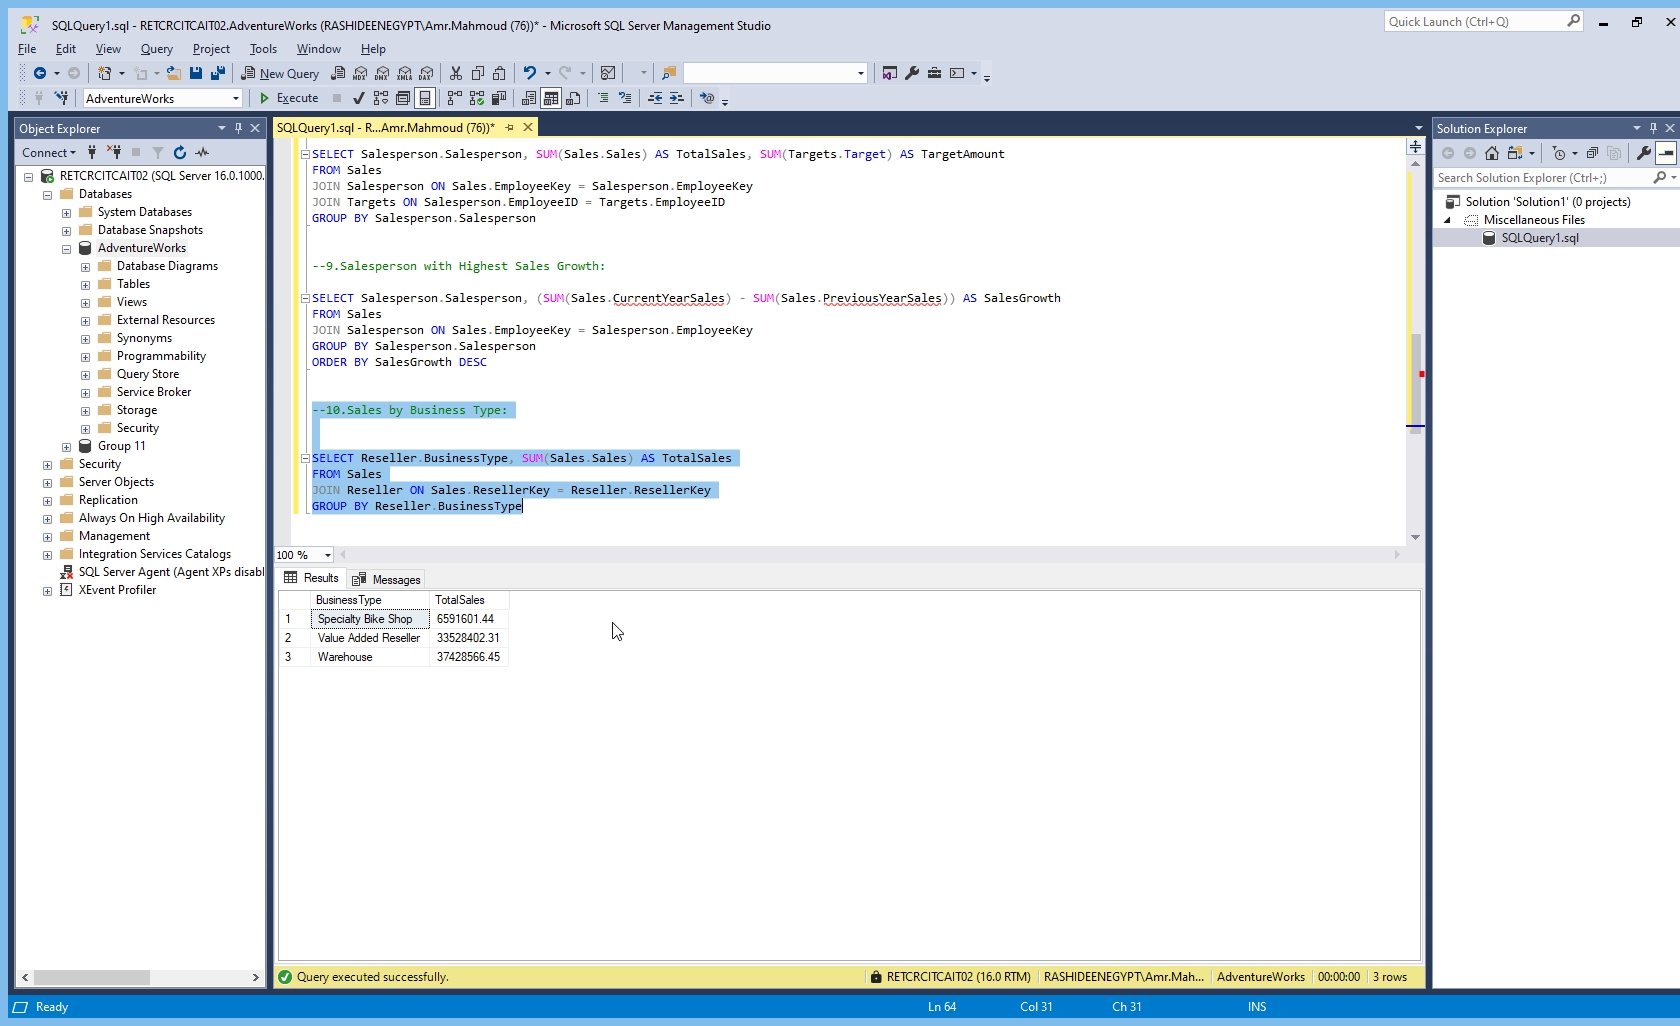 SQLQuery1.sql - RETCRCITCAIT02.AdventureWorks (RASHIDEENEGYPT\Amr.Mahmoud (76))* - Microsoft SQL Server Management Studio
Quick Launch (Ctrl+Q)
File Edit View Query Project Tools Window Help
New Query
MDX DMX XMLA DAX
AdventureWorks
Execute
Object Explorer
Connect
RETCRCITCAIT02 (SQL Server 16.0.1000.
Databases
System Databases
Database Snapshots
AdventureWorks
Database Diagrams
Tables
Views
External Resources
Synonyms
Programmability
Query Store
Service Broker
Storage
Security
Group 11
Security
Server Objects
Replication
Always On High Availability
Management
Integration Services Catalogs
SQL Server Agent (Agent XPs disabl
XEvent Profiler
SQLQuery1.sql - R...Amr.Mahmoud (76))*
SELECT Salesperson.Salesperson, SUM(Sales.Sales) AS TotalSales, SUM(Targets.Target) AS TargetAmount
FROM Sales
JOIN Salesperson ON Sales.EmployeeKey = Salesperson.EmployeeKey
JOIN Targets ON Salesperson.EmployeeID = Targets.EmployeeID
GROUP BY Salesperson.Salesperson
--9.Salesperson with Highest Sales Growth:
SELECT Salesperson.Salesperson, (SUM(Sales.CurrentYearSales) - SUM(Sales.PreviousYearSales)) AS SalesGrowth
FROM Sales
JOIN Salesperson ON Sales.EmployeeKey = Salesperson.EmployeeKey
GROUP BY Salesperson.Salesperson
ORDER BY SalesGrowth DESC
--10.Sales by Business Type:
SELECT Reseller.BusinessType, SUM(Sales.Sales) AS TotalSales
FROM Sales
JOIN Reseller ON Sales.ResellerKey = Reseller.ResellerKey
GROUP BY Reseller.BusinessType
100 %
Results Messages
BusinessType TotalSales
1 Specialty Bike Shop 6591601.44
2 Value Added Reseller 33528402.31
3 Warehouse 37428566.45
Query executed successfully.
RETCRCITCAIT02 (16.0 RTM) RASHIDEENEGYPT\Amr.Mah... AdventureWorks 00:00:00 3 rows
Solution Explorer
Search Solution Explorer (Ctrl+;)
Solution 'Solution1' (0 projects)
Miscellaneous Files
SQLQuery1.sql
Ready Ln 64 Col 31 Ch 31 INS